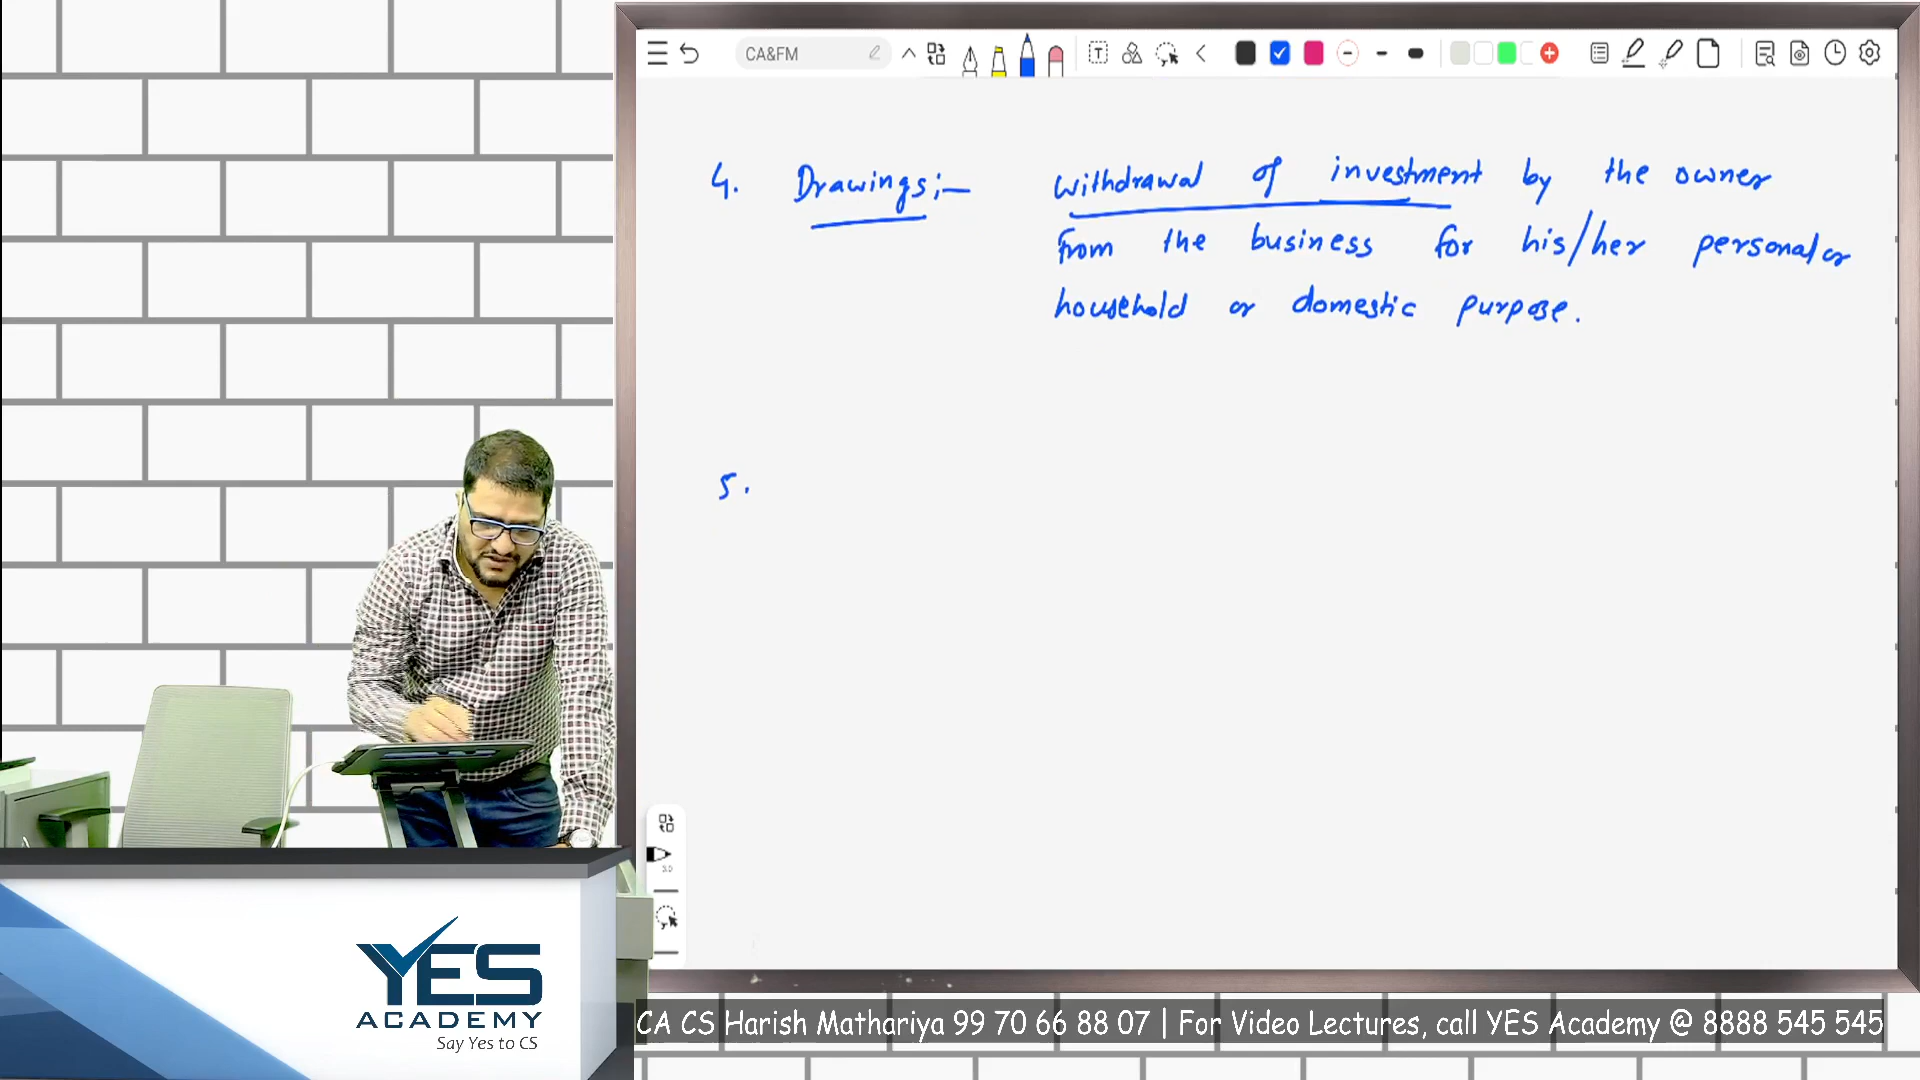 CA&FM
4. Drawings:- withdrawal of investment by the owner
from the business for his/her personal or
household or domestic purpose.
5.
YES
ACADEMY
Say Yes to CS
CA CS Harish Mathariya 99 70 66 88 07 | For Video Lectures, call YES Academy @ 8888 545 545